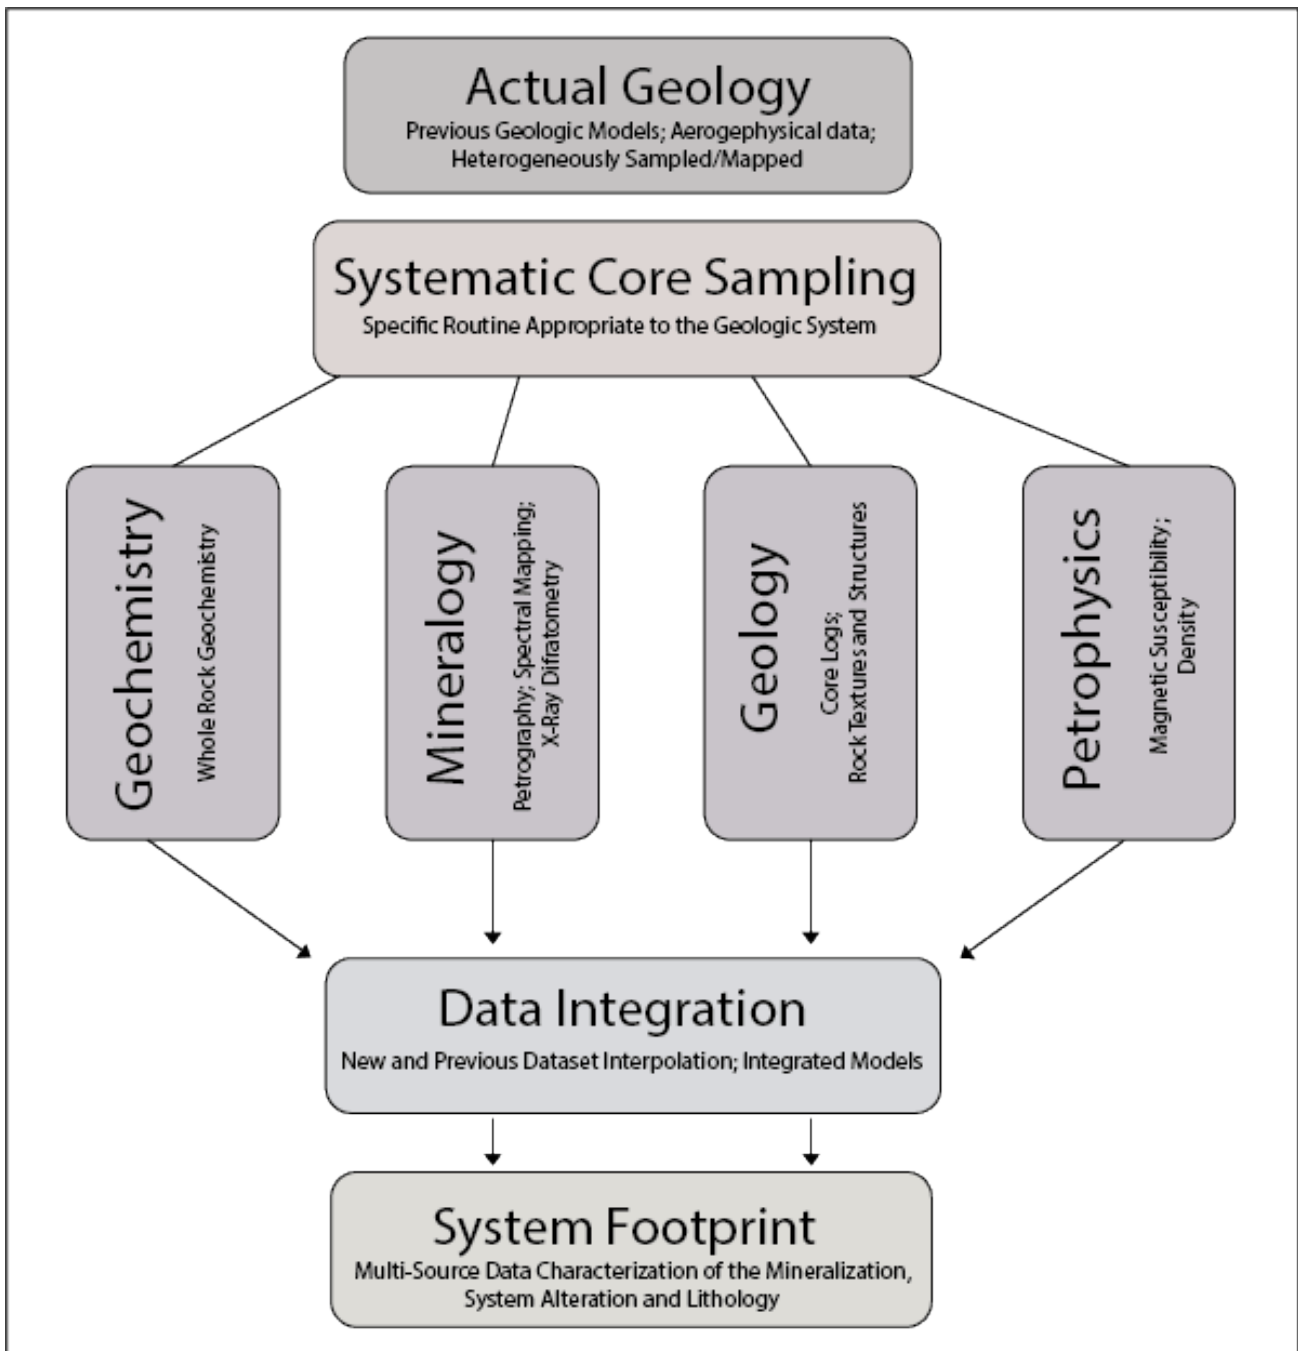 Actual Geology
Previous Geologic Models; Aerogephysical data;
Heterogeneously Sampled/Mapped
Systematic Core Sampling
Specific Routine Appropriate to the Geologic System
Geochemistry
Whole Rock Geochemistry
Mineralogy
Petrography; Spectral Mapping;
X-Ray Difratometry
Geology
Core Logs;
Rock Textures and Structures
Petrophysics
Magnetic Susceptibility;
Density
Data Integration
New and Previous Dataset Interpolation; Integrated Models
System Footprint
Multi-Source Data Characterization of the Mineralization,
System Alteration and Lithology